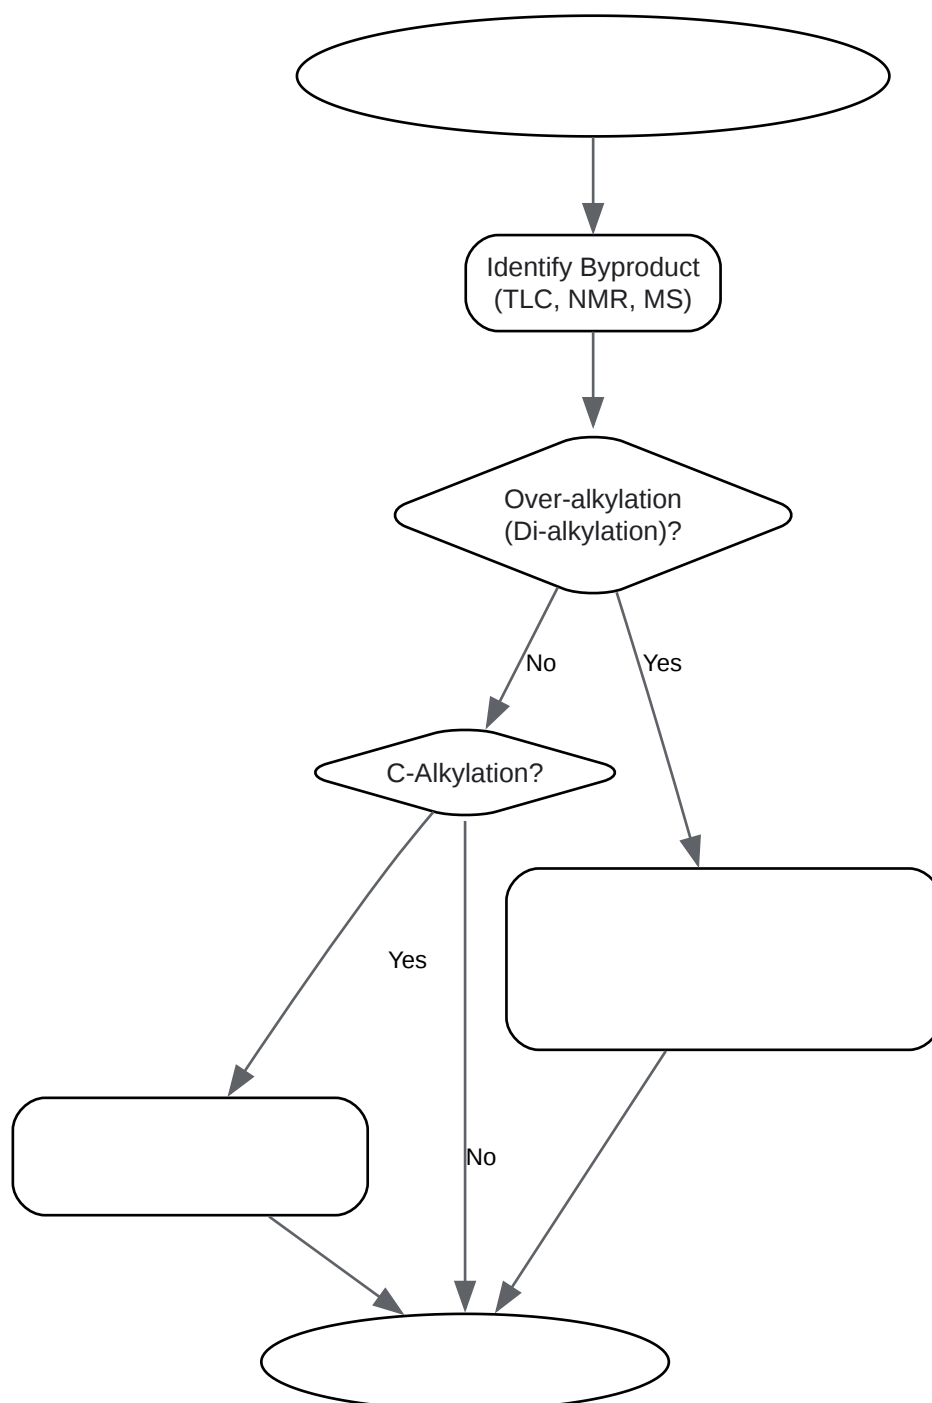 Identify Byproduct
(TLC, NMR, MS)
Over-alkylation
(Di-alkylation)?
No
Yes
C-Alkylation?
Yes
No